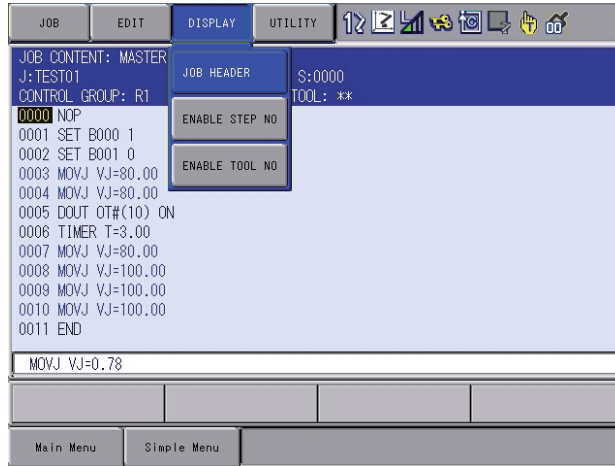 JOB EDIT DISPLAY UTILITY
JOB CONTENT: MASTER
J:TEST01 S:0000
CONTROL GROUP: R1 TOOL: **
JOB HEADER
ENABLE STEP NO
ENABLE TOOL NO
0000 NOP
0001 SET B000 1
0002 SET B001 0
0003 MOVJ VJ=80.00
0004 MOVJ VJ=80.00
0005 DOUT OT#(10) ON
0006 TIMER T=3.00
0007 MOVJ VJ=80.00
0008 MOVJ VJ=100.00
0009 MOVJ VJ=100.00
0010 MOVJ VJ=100.00
0011 END
MOVJ VJ=0.78
Main Menu Simple Menu